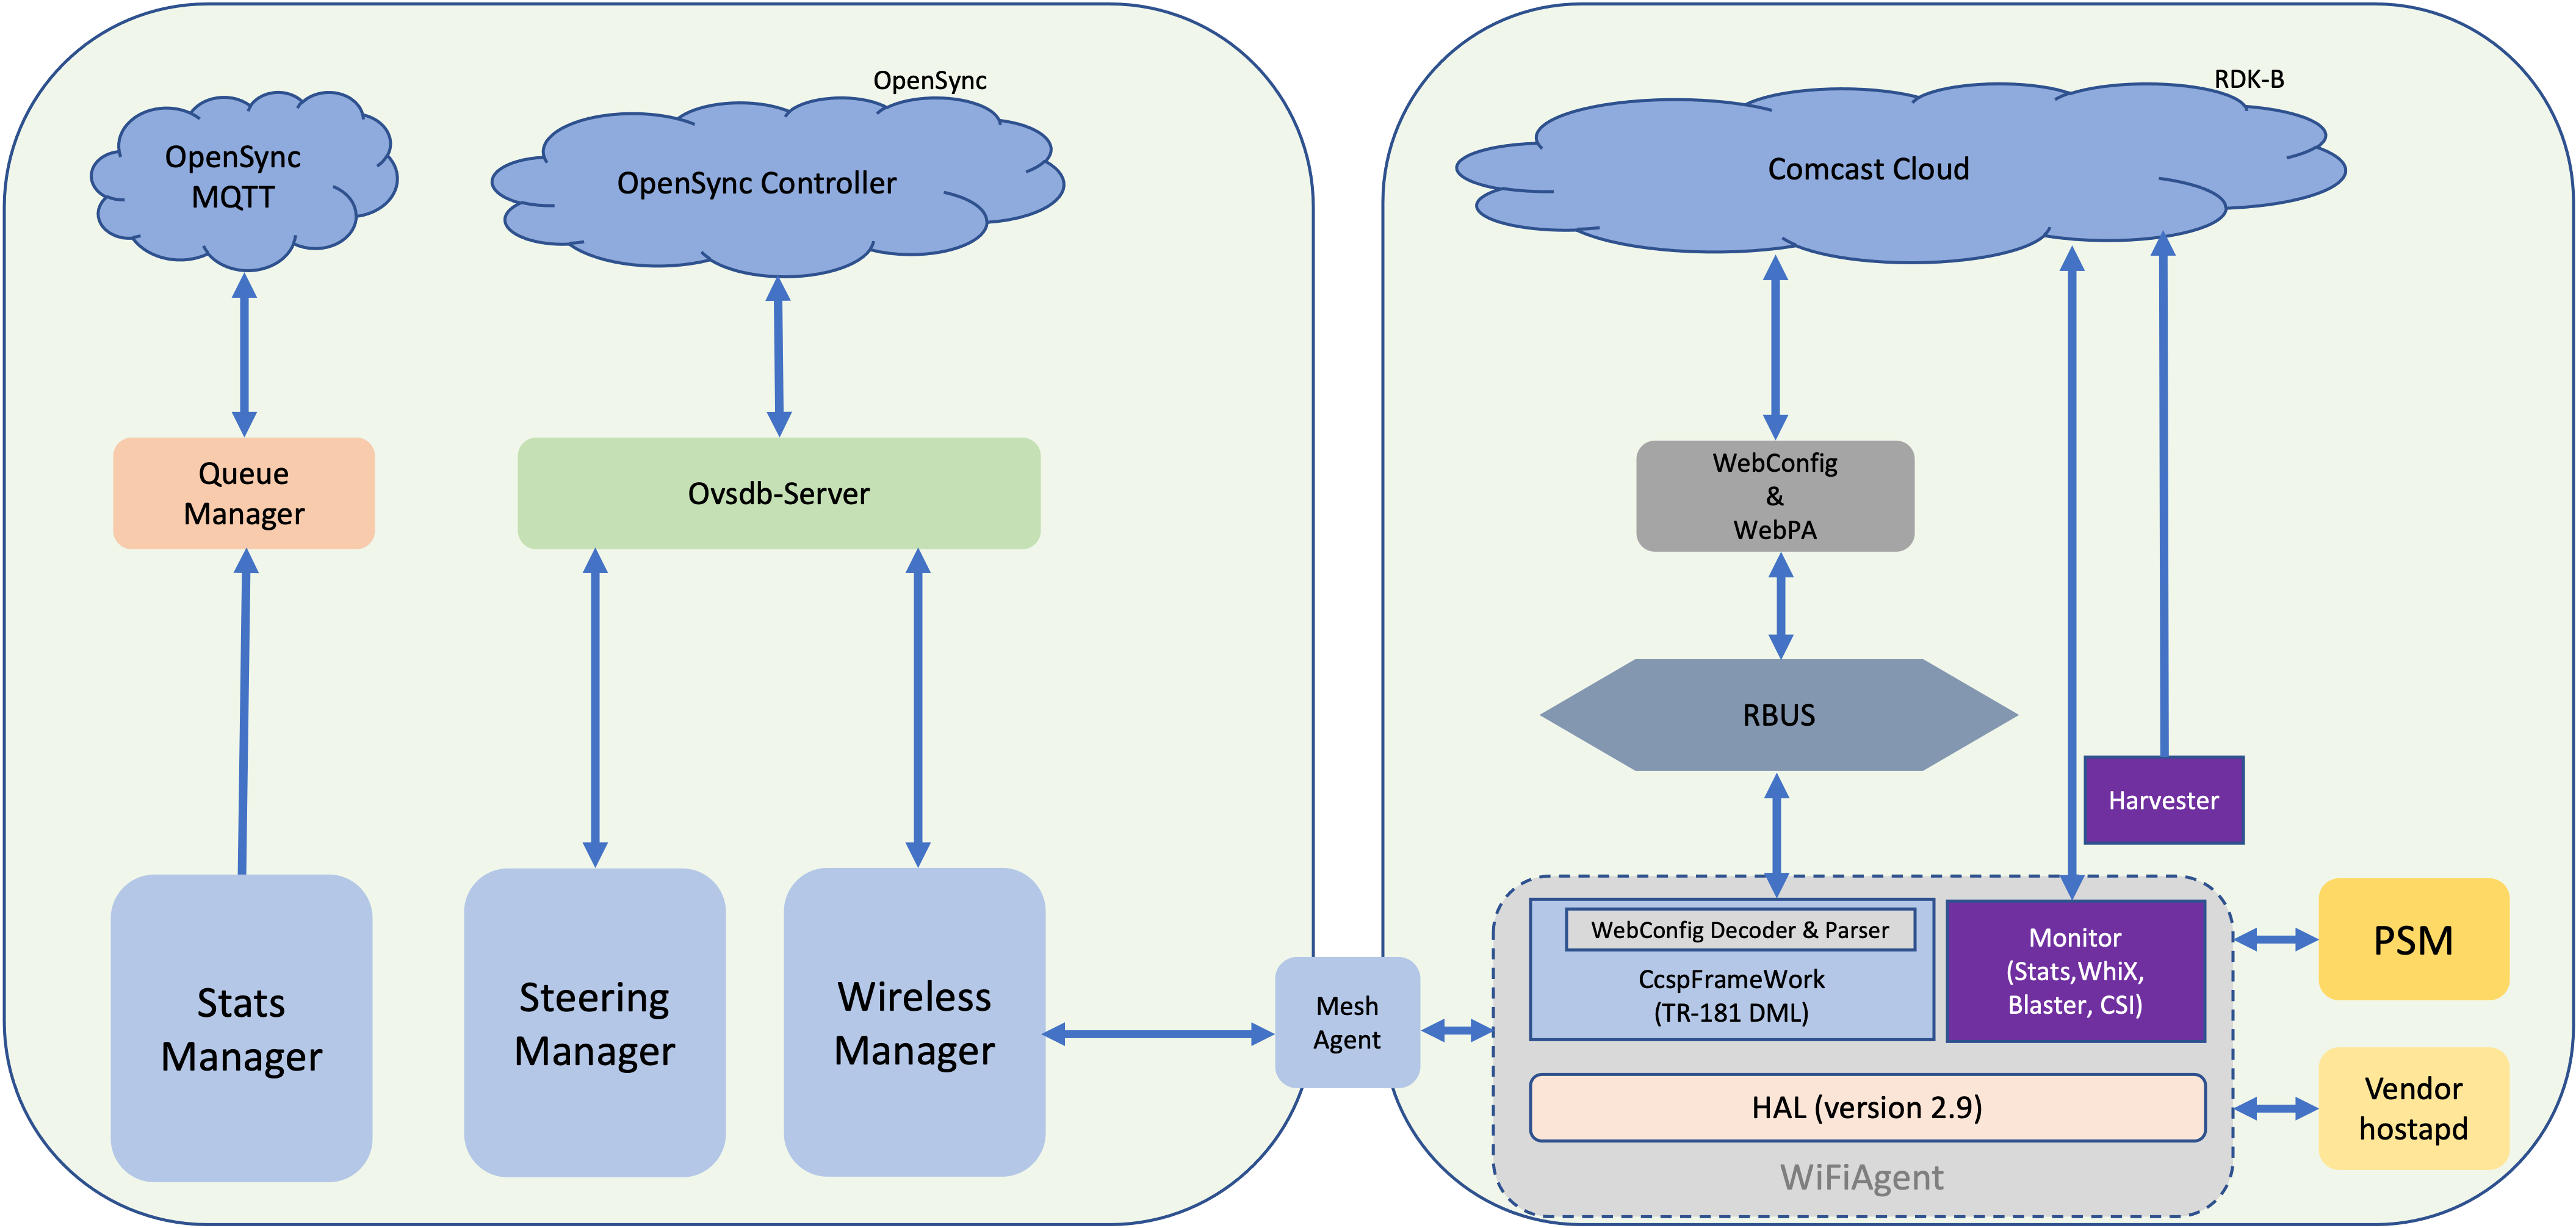 OpenSync
OpenSync
MQTT
OpenSync Controller
Queue
Manager
Ovsdb-Server
Stats
Manager
Steering
Manager
Wireless
Manager
Mesh
Agent
RDK-B
Comcast Cloud
WebConfig
&
WebPA
RBUS
Harvester
WebConfig Decoder & Parser
CcspFrameWork
(TR-181 DML)
Monitor
(Stats,WhiX,
Blaster, CSI)
HAL (version 2.9)
WiFiAgent
PSM
Vendor
hostapd